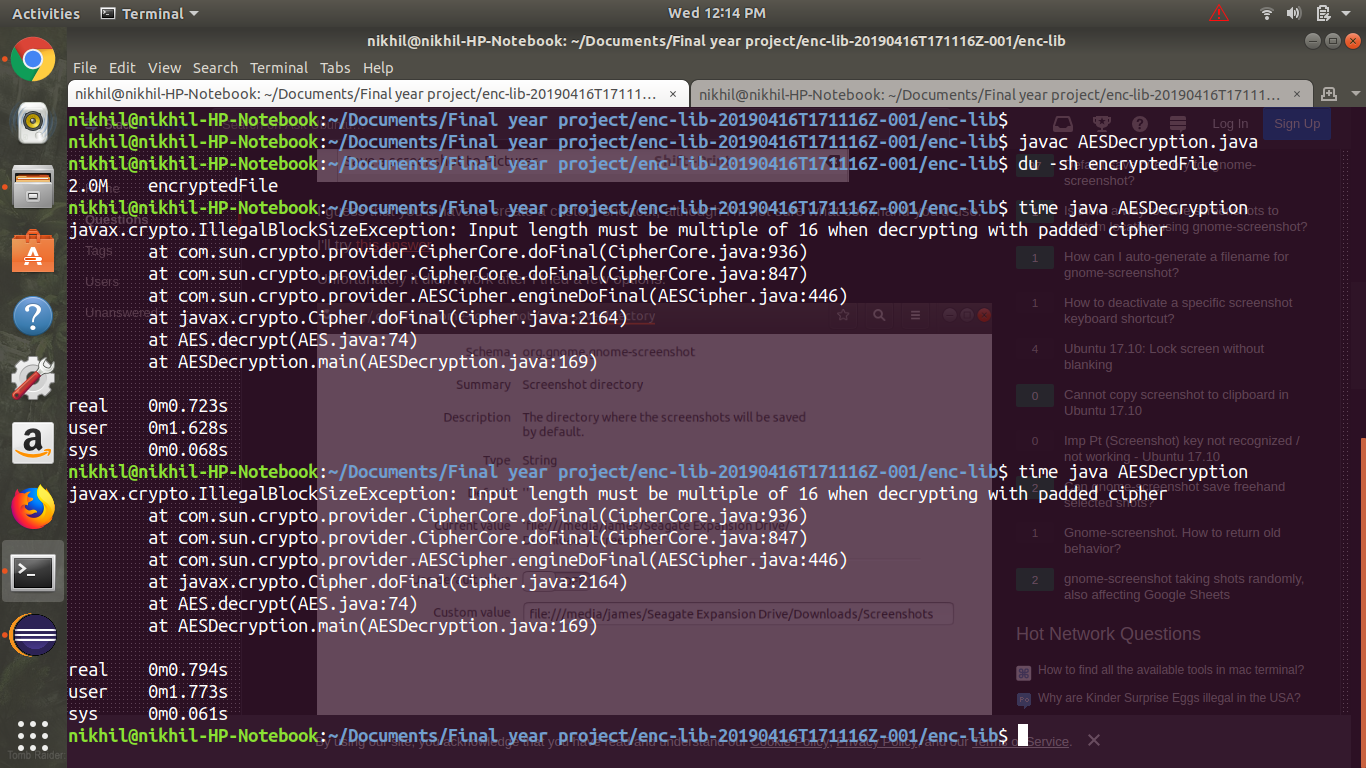 Activities Terminal Wed 12:14 PM
nikhil@nikhil-HP-Notebook: ~/Documents/Final year project/enc-lib-20190416T171116Z-001/enc-lib
File Edit View Search Terminal Tabs Help
nikhil@nikhil-HP-Notebook: ~/Documents/Final year project/enc-lib-20190416T17111… × nikhil@nikhil-HP-Notebook: ~/Documents/Final year project/enc-lib-20190416T17111… ×
nikhil@nikhil-HP-Notebook:~/Documents/Final year project/enc-lib-20190416T171116Z-001/enc-lib$
nikhil@nikhil-HP-Notebook:~/Documents/Final year project/enc-lib-20190416T171116Z-001/enc-lib$ javac AESDecryption.java
nikhil@nikhil-HP-Notebook:~/Documents/Final year project/enc-lib-20190416T171116Z-001/enc-lib$ du -sh encryptedFile
2.0M encryptedFile
nikhil@nikhil-HP-Notebook:~/Documents/Final year project/enc-lib-20190416T171116Z-001/enc-lib$ time java AESDecryption
javax.crypto.IllegalBlockSizeException: Input length must be multiple of 16 when decrypting with padded cipher
at com.sun.crypto.provider.CipherCore.doFinal(CipherCore.java:936)
at com.sun.crypto.provider.CipherCore.doFinal(CipherCore.java:847)
at com.sun.crypto.provider.AESCipher.engineDoFinal(AESCipher.java:446)
at javax.crypto.Cipher.doFinal(Cipher.java:2164)
at AES.decrypt(AES.java:74)
at AESDecryption.main(AESDecryption.java:169)
real 0m0.723s
user 0m1.628s
sys 0m0.068s
nikhil@nikhil-HP-Notebook:~/Documents/Final year project/enc-lib-20190416T171116Z-001/enc-lib$ time java AESDecryption
javax.crypto.IllegalBlockSizeException: Input length must be multiple of 16 when decrypting with padded cipher
at com.sun.crypto.provider.CipherCore.doFinal(CipherCore.java:936)
at com.sun.crypto.provider.CipherCore.doFinal(CipherCore.java:847)
at com.sun.crypto.provider.AESCipher.engineDoFinal(AESCipher.java:446)
at javax.crypto.Cipher.doFinal(Cipher.java:2164)
at AES.decrypt(AES.java:74)
at AESDecryption.main(AESDecryption.java:169)
real 0m0.794s
user 0m1.773s
sys 0m0.061s
nikhil@nikhil-HP-Notebook:~/Documents/Final year project/enc-lib-20190416T171116Z-001/enc-lib$
Log In Sign Up
Tags
Users
Schema org.gnome.gnome-screenshot
Summary Screenshot directory
Description The directory where the screenshots will be saved
by default.
Type String
Custom value file:///media/james/Seagate Expansion Drive/Downloads/Screenshots
screenshot?
1 How can I auto-generate a filename for
gnome-screenshot?
1 How to deactivate a specific screenshot
keyboard shortcut?
4 Ubuntu 17.10: Lock screen without
blanking
0 Cannot copy screenshot to clipboard in
Ubuntu 17.10
0 Imp Pt (Screenshot) key not recognized /
not working - Ubuntu 17.10
2 Can gnome-screenshot save freehand
selected shots?
1 Gnome-screenshot. How to return old
behavior?
2 gnome-screenshot taking shots randomly,
also affecting Google Sheets
Hot Network Questions
How to find all the available tools in mac terminal?
Why are Kinder Surprise Eggs illegal in the USA?
By using our site, you acknowledge that you have read and understand our Cookie Policy, Privacy Policy, and our Terms of Service.
Tomb Raider